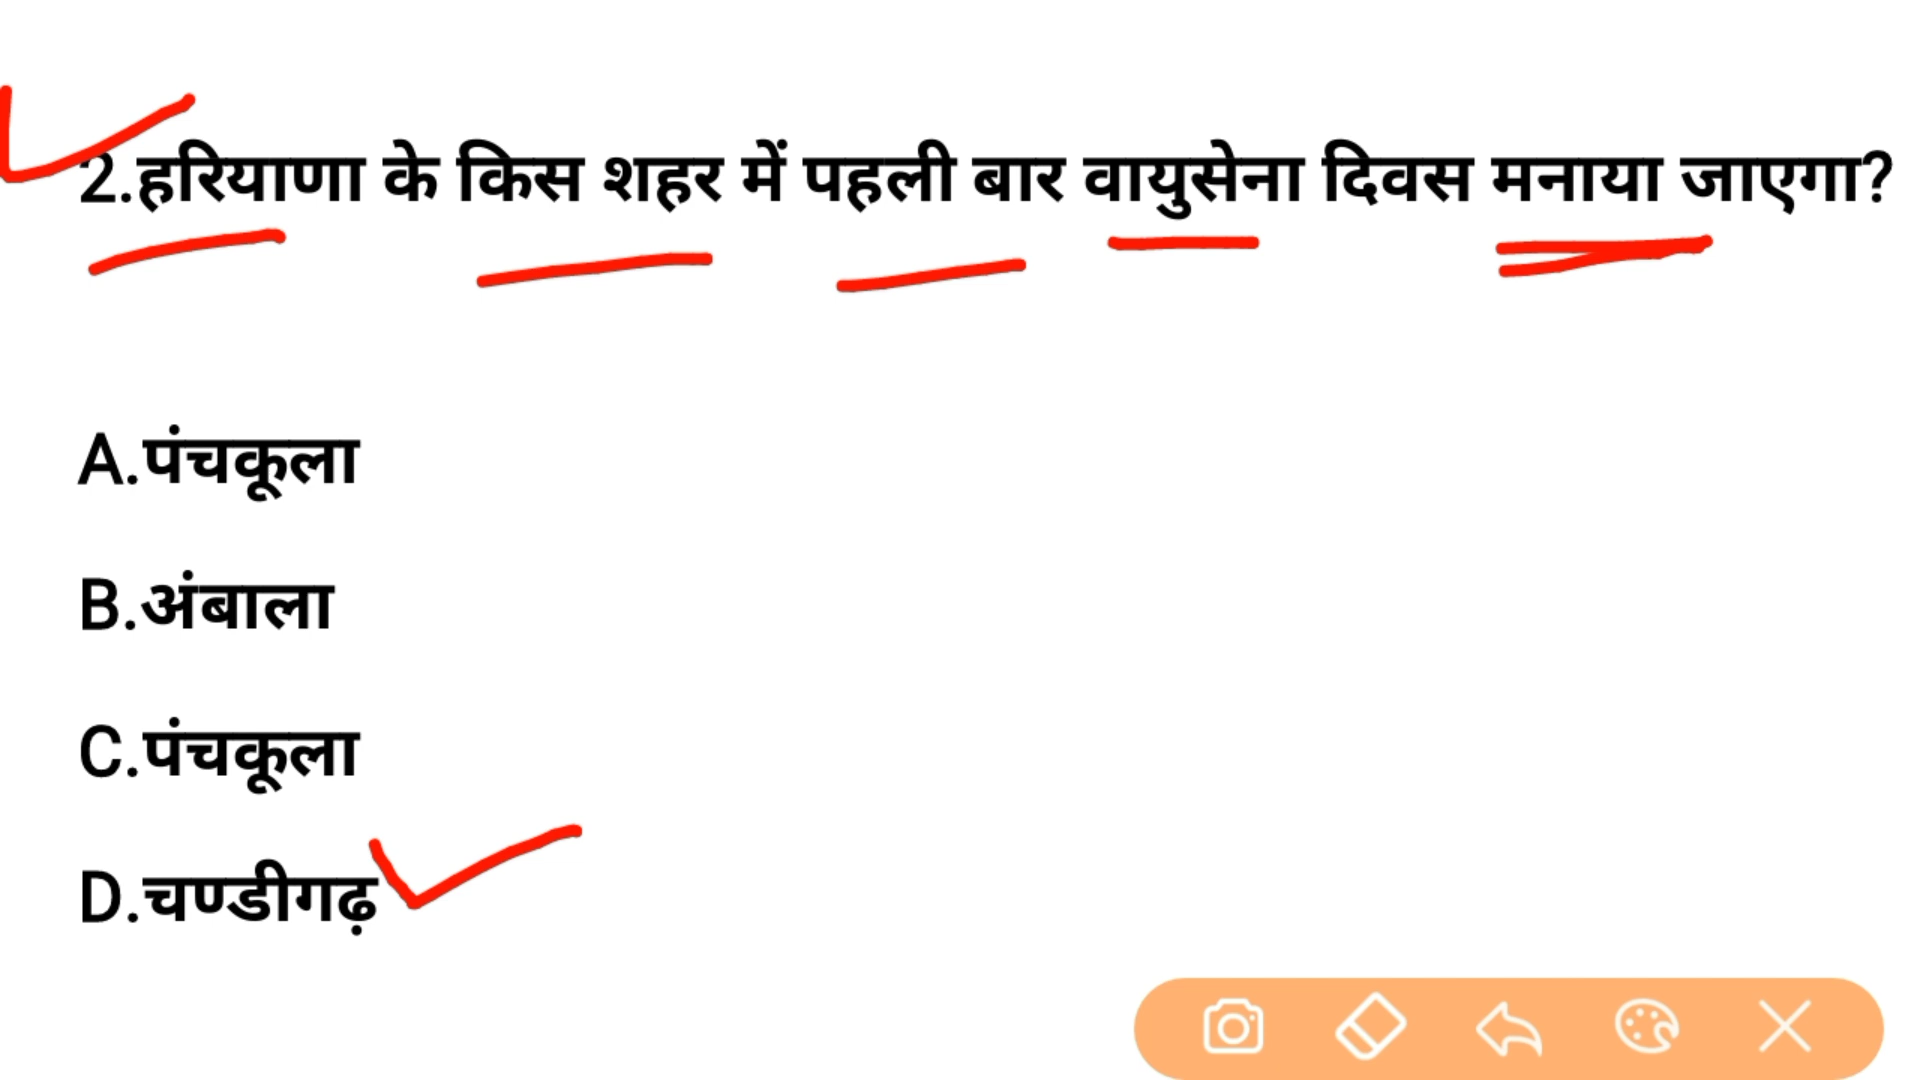 2.हरियाणा के किस शहर में पहली बार वायुसेना दिवस मनाया जाएगा?
A.पंचकूला
B.अंबाला
C.पंचकूला
D.चण्डीगढ़